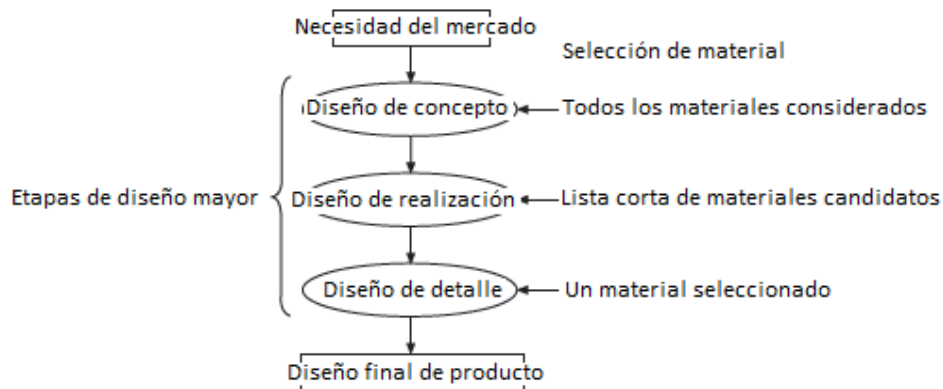 Necesidad del mercado
Selección de material
Diseño de concepto
Todos los materiales considerados
Etapas de diseño mayor
Diseño de realización
Lista corta de materiales candidatos
Diseño de detalle
Un material seleccionado
Diseño final de producto